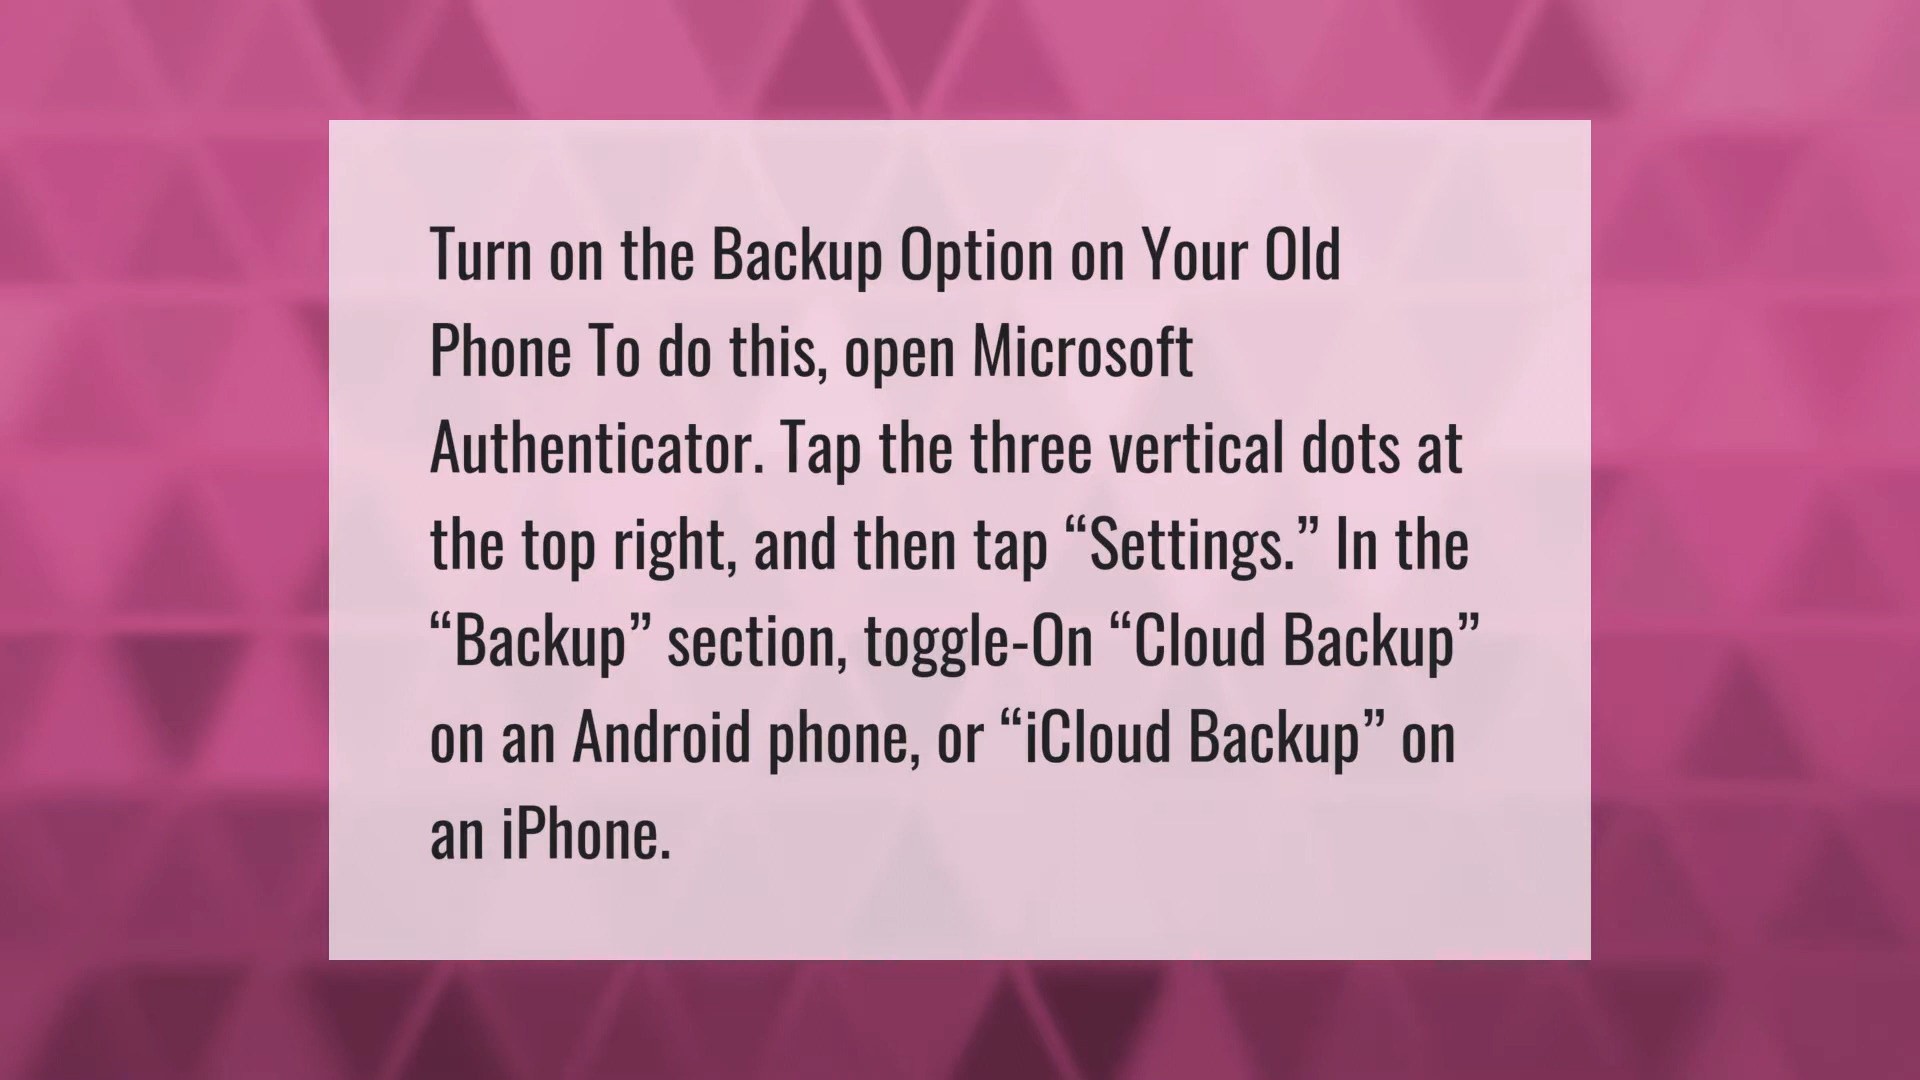 Turn on the Backup Option on Your Old
Phone To do this, open Microsoft
Authenticator. Tap the three vertical dots at
the top right, and then tap “Settings.” In the
“Backup” section, toggle-On “Cloud Backup”
on an Android phone, or “iCloud Backup” on
an iPhone.